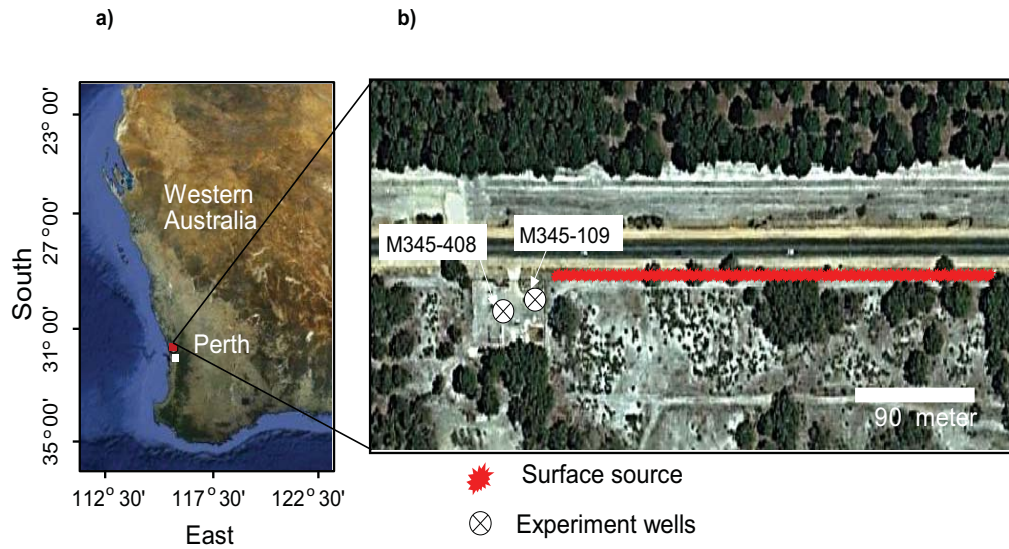 a)
b)
South
23° 00'
27° 00'
31° 00'
35° 00'
Western
Australia
Perth
112° 30'
117° 30'
122° 30'
East
M345-408
M345-109
90 meter
Surface source
Experiment wells